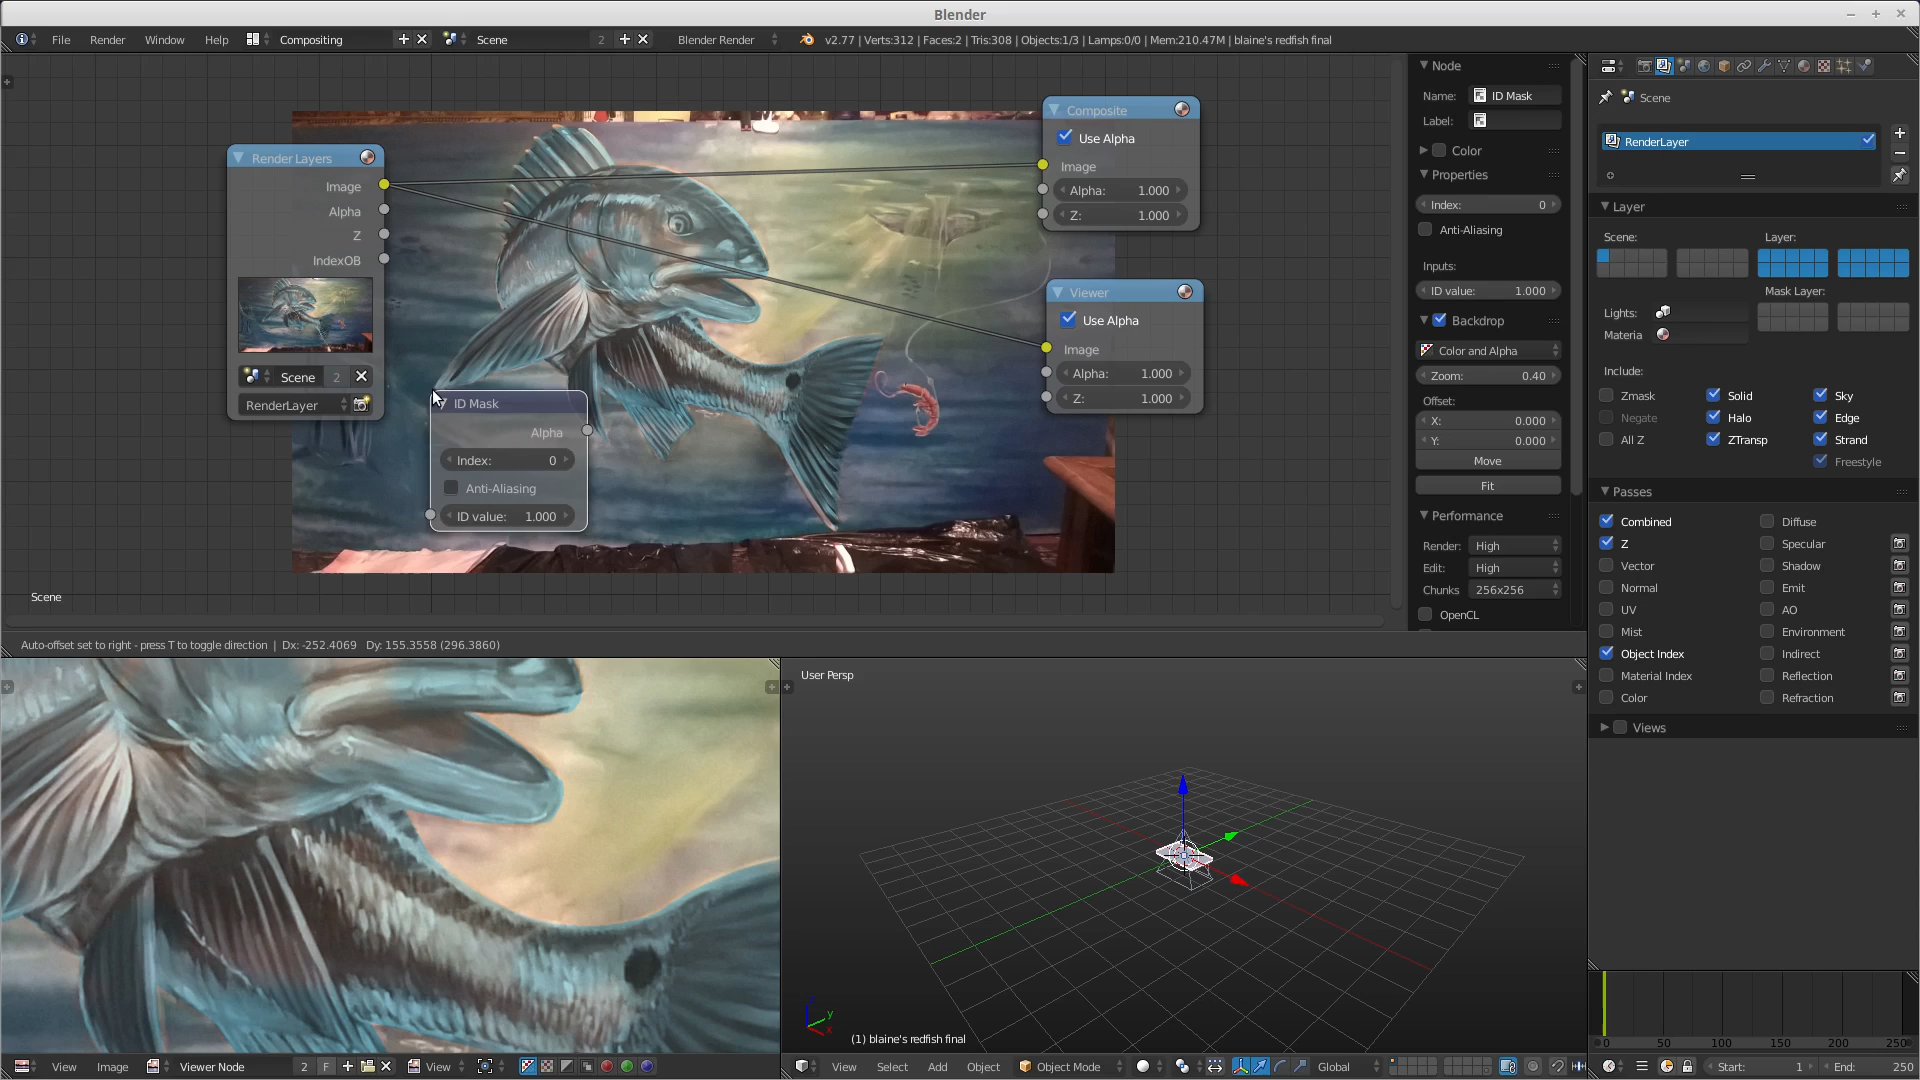 Blender
File Render Window Help Compositing Scene 2 Blender Render v2.77 | Verts:312 | Faces:2 | Tris:308 | Objects:1/3 | Lamps:0/0 | Mem:210.47M | blaine's redfish final
Render Layers
Image
Alpha
Z
IndexOB
Scene 2
RenderLayer
ID Mask
Alpha
Index: 0
Anti-Aliasing
ID value: 1.000
Composite
Use Alpha
Image
Alpha: 1.000
Z: 1.000
Viewer
Use Alpha
Image
Alpha: 1.000
Z: 1.000
Scene
Auto-offset set to right - press T to toggle direction | Dx: -252.4069 Dy: 155.3558 (296.3860)
Node
Name: ID Mask
Label:
Color
Properties
Index: 0
Anti-Aliasing
Inputs:
ID value: 1.000
Backdrop
Color and Alpha
Zoom: 0.40
Offset:
X: 0.000
Y: 0.000
Move
Fit
Performance
Render: High
Edit: High
Chunks 256x256
OpenCL
Scene
RenderLayer
Layer
Scene: Layer:
Mask Layer:
Lights:
Materia
Include:
Zmask Solid Sky
Negate Halo Edge
All Z ZTransp Strand
Freestyle
Passes
Combined Diffuse
Z Specular
Vector Shadow
Normal Emit
UV AO
Mist Environment
Object Index Indirect
Material Index Reflection
Color Refraction
Views
User Persp
z
y
x
(1) blaine's redfish final
View Image Viewer Node 2 F View
View Select Add Object Object Mode Global
0 50 100 150 200 250
Start: 1 End: 250